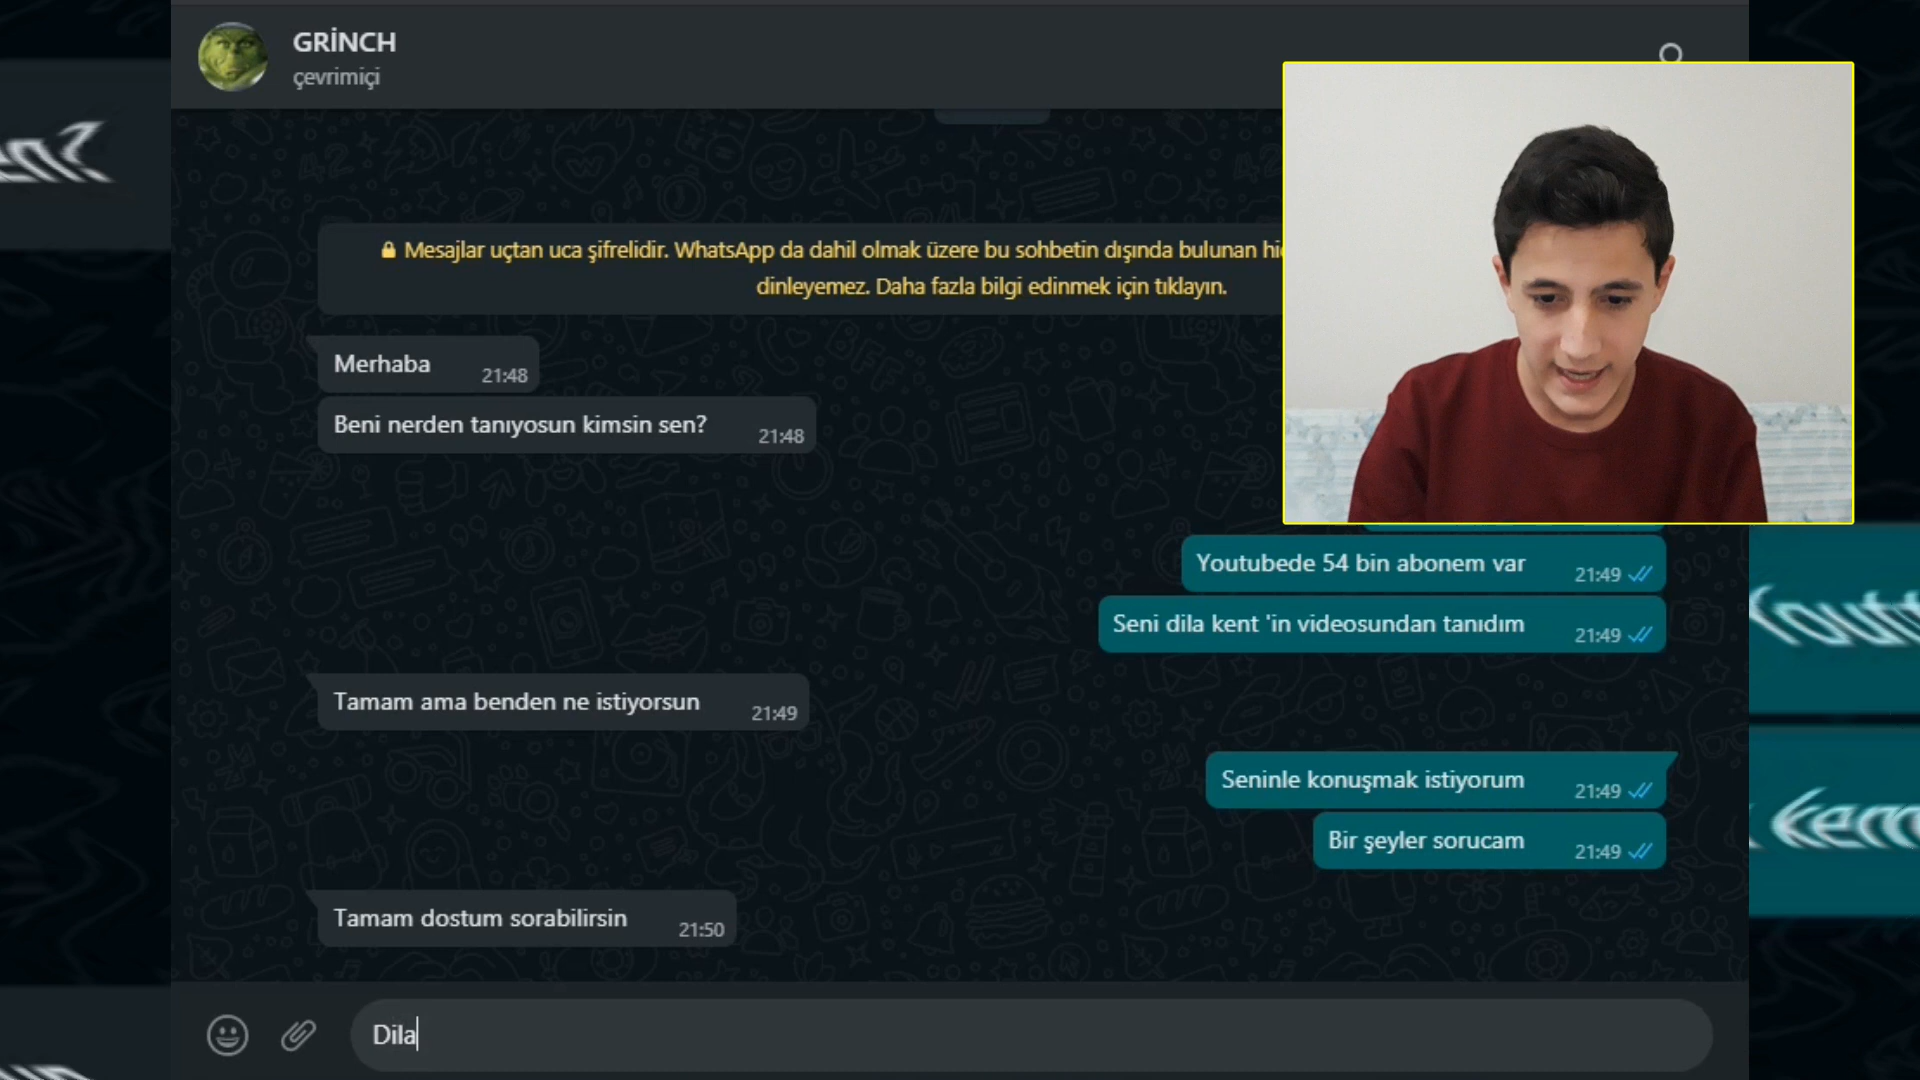 GRİNCH
çevrimiçi
Mesajlar uçtan uca şifrelidir. WhatsApp da dahil olmak üzere bu sohbetin dışında bulunan
dinleyemez. Daha fazla bilgi edinmek için tıklayın.
Merhaba 21:48
Beni nerden tanıyosun kimsin sen? 21:48
Youtubede 54 bin abonem var 21:49
Seni dila kent 'in videosundan tanıdım 21:49
Tamam ama benden ne istiyorsun 21:49
Seninle konuşmak istiyorum 21:49
Bir şeyler sorucam 21:49
Tamam dostum sorabilirsin 21:50
Dila